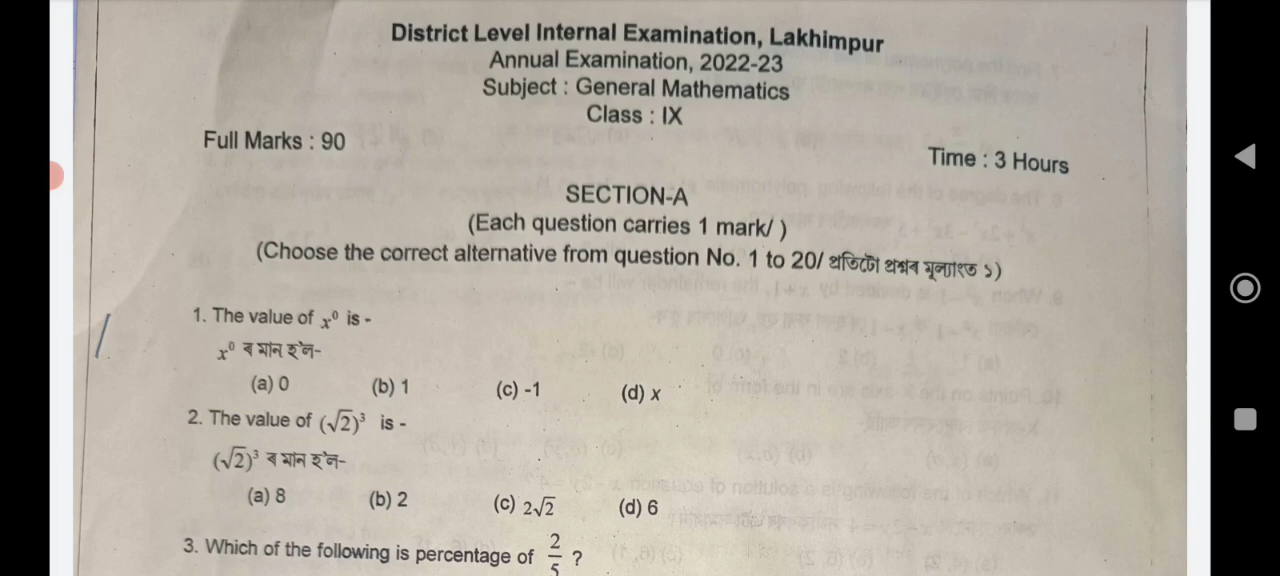 District Level Internal Examination, Lakhimpur
Annual Examination, 2022-23
Subject : General Mathematics
Class : IX
Full Marks : 90
Time : 3 Hours
SECTION-A
(Each question carries 1 mark/ )
(Choose the correct alternative from question No. 1 to 20/ প্ৰতিটো প্ৰশ্নৰ মূল্যাংত ১)
1. The value of x⁰ is -
x⁰ ৰ মান হ'ল-
(a) 0 (b) 1 (c) -1 (d) x
2. The value of (√2)³ is -
(√2)³ ৰ মান হ'ল-
(a) 8 (b) 2 (c) 2√2 (d) 6
3. Which of the following is percentage of 2/5 ?